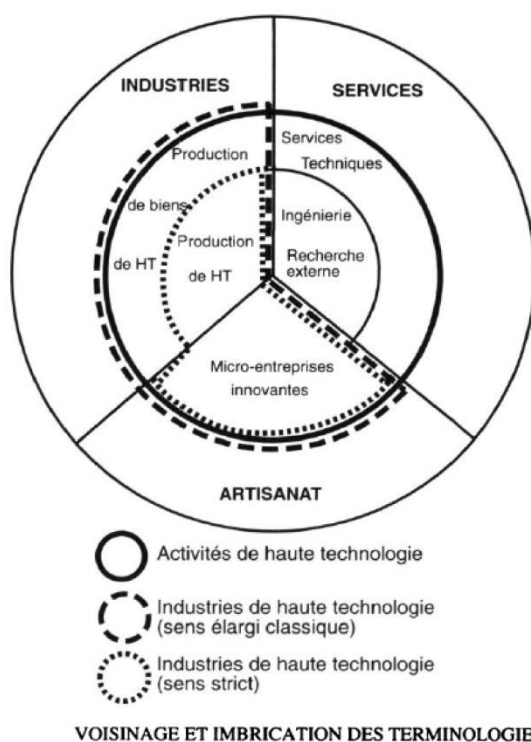 INDUSTRIES
SERVICES
Production
de biens
de HT
Services
Techniques
Production
de HT
Ingénierie
Recherche
externe
Micro-entreprises
innovantes
ARTISANAT
Activités de haute technologie
Industries de haute technologie
(sens élargi classique)
Industries de haute technologie
(sens strict)
VOISINAGE ET IMBRICATION DES TERMINOLOGIE